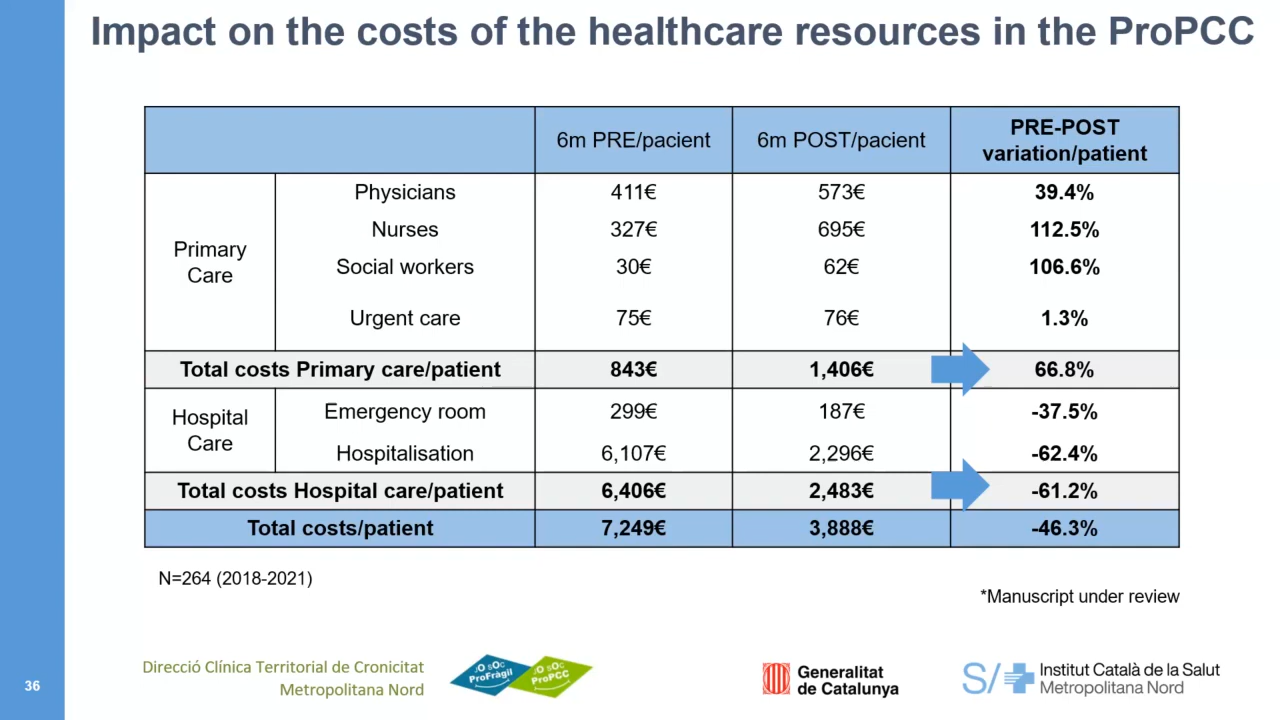 Impact on the costs of the healthcare resources in the ProPCC
6m PRE/pacient 6m POST/pacient PRE-POST variation/patient
Primary Care
Physicians 411€ 573€ 39.4%
Nurses 327€ 695€ 112.5%
Social workers 30€ 62€ 106.6%
Urgent care 75€ 76€ 1.3%
Total costs Primary care/patient 843€ 1,406€ 66.8%
Hospital Care
Emergency room 299€ 187€ -37.5%
Hospitalisation 6,107€ 2,296€ -62.4%
Total costs Hospital care/patient 6,406€ 2,483€ -61.2%
Total costs/patient 7,249€ 3,888€ -46.3%
N=264 (2018-2021)
*Manuscript under review
36
Direcció Clínica Territorial de Cronicitat
Metropolitana Nord
JO SOC
ProFràgil
JO SOC
ProPCC
Generalitat
de Catalunya
S/
Institut Català de la Salut
Metropolitana Nord